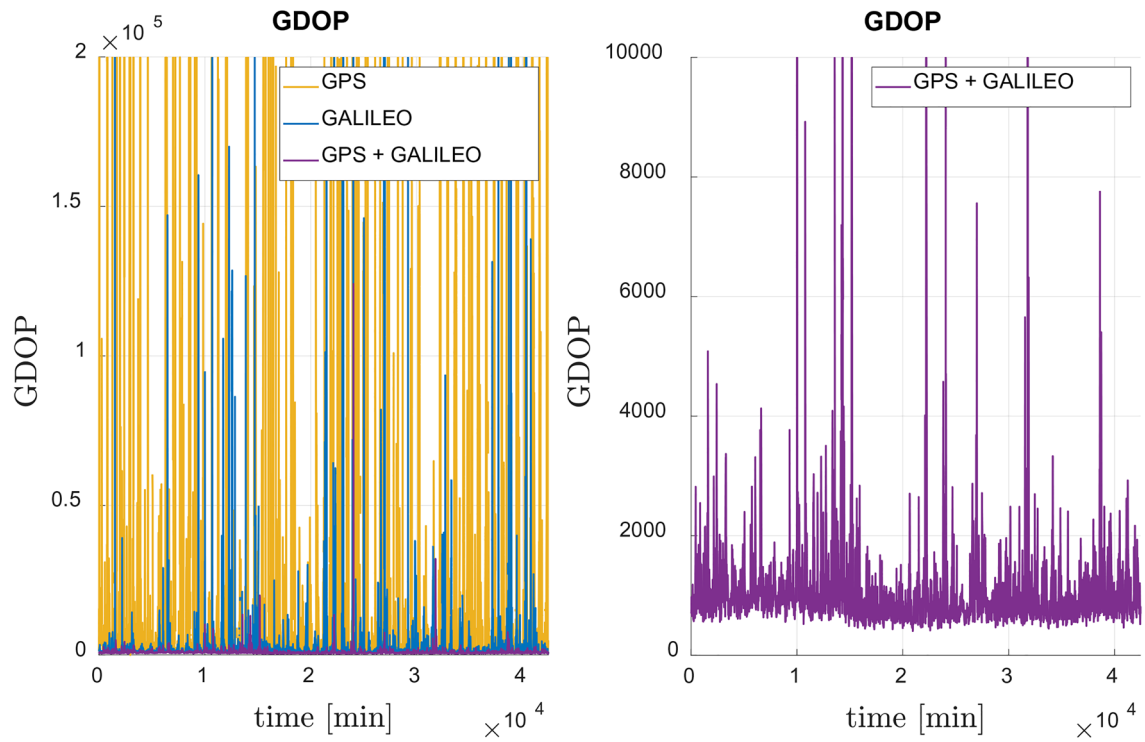 GDOP
× 10 5
2
1.5
1
0.5
0
GDOP
GPS
GALILEO
GPS + GALILEO
0
1
2
3
4
time [min]
× 10 4
GDOP
10000
8000
6000
4000
2000
0
GDOP
GPS + GALILEO
0
1
2
3
4
time [min]
× 10 4